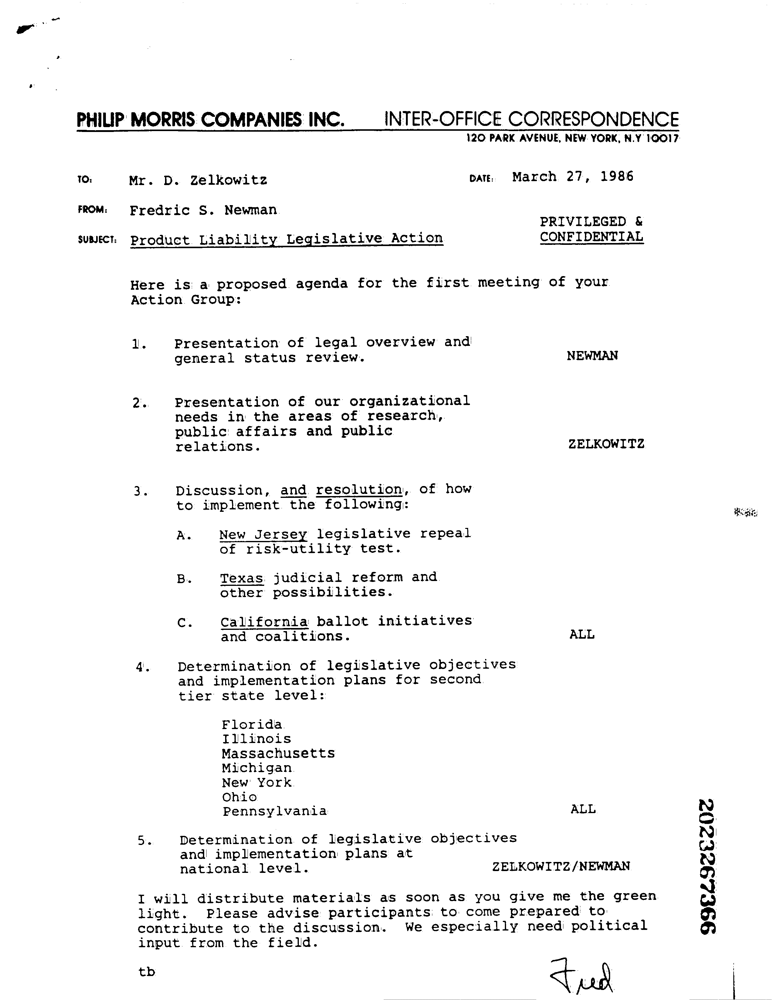 PHILIP MORRIS COMPANIES INC. INTER-OFFICE CORRESPONDENCE
120 PARK AVENUE, NEW YORK, N.Y 10017
TO: Mr. D. Zelkowitz DATE: March 27, 1986
FROM: Fredric S. Newman
PRIVILEGED &
SUBJECT: Product Liability Legislative Action CONFIDENTIAL
Here is a proposed agenda for the first meeting of your
Action Group:
1. Presentation of legal overview and
general status review. NEWMAN
2. Presentation of our organizational
needs in the areas of research,
public affairs and public
relations. ZELKOWITZ
3. Discussion, and resolution, of how
to implement the following:
A. New Jersey legislative repeal
of risk-utility test.
B. Texas judicial reform and
other possibilities.
C. California ballot initiatives
and coalitions. ALL
4. Determination of legislative objectives
and implementation plans for second
tier state level:
Florida
Illinois
Massachusetts
Michigan
New York
Ohio
Pennsylvania ALL
5. Determination of legislative objectives
and implementation plans at
national level. ZELKOWITZ/NEWMAN
I will distribute materials as soon as you give me the green
light. Please advise participants to come prepared to
contribute to the discussion. We especially need political
input from the field.
tb Fred
2023267366